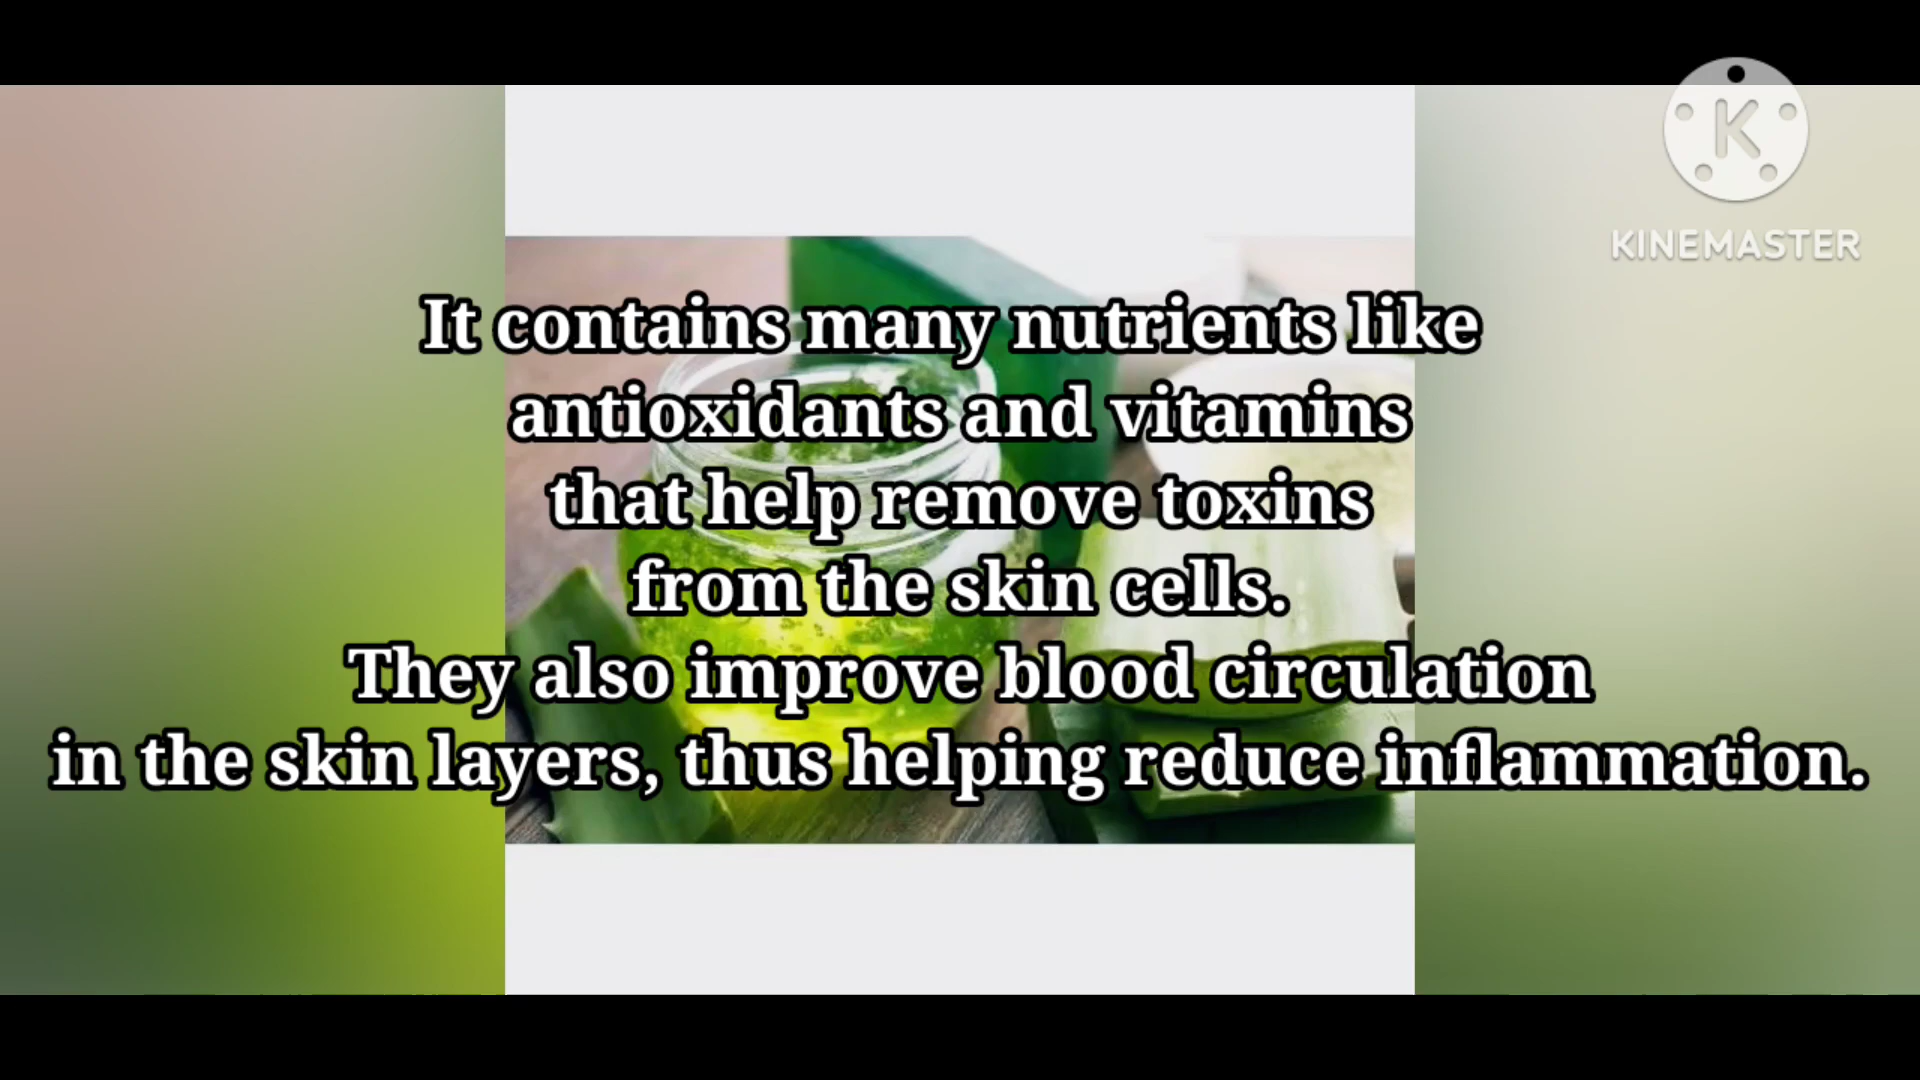 K
KINEMASTER
It contains many nutrients like
antioxidants and vitamins
that help remove toxins
from the skin cells.
They also improve blood circulation
in the skin layers, thus helping reduce inflammation.